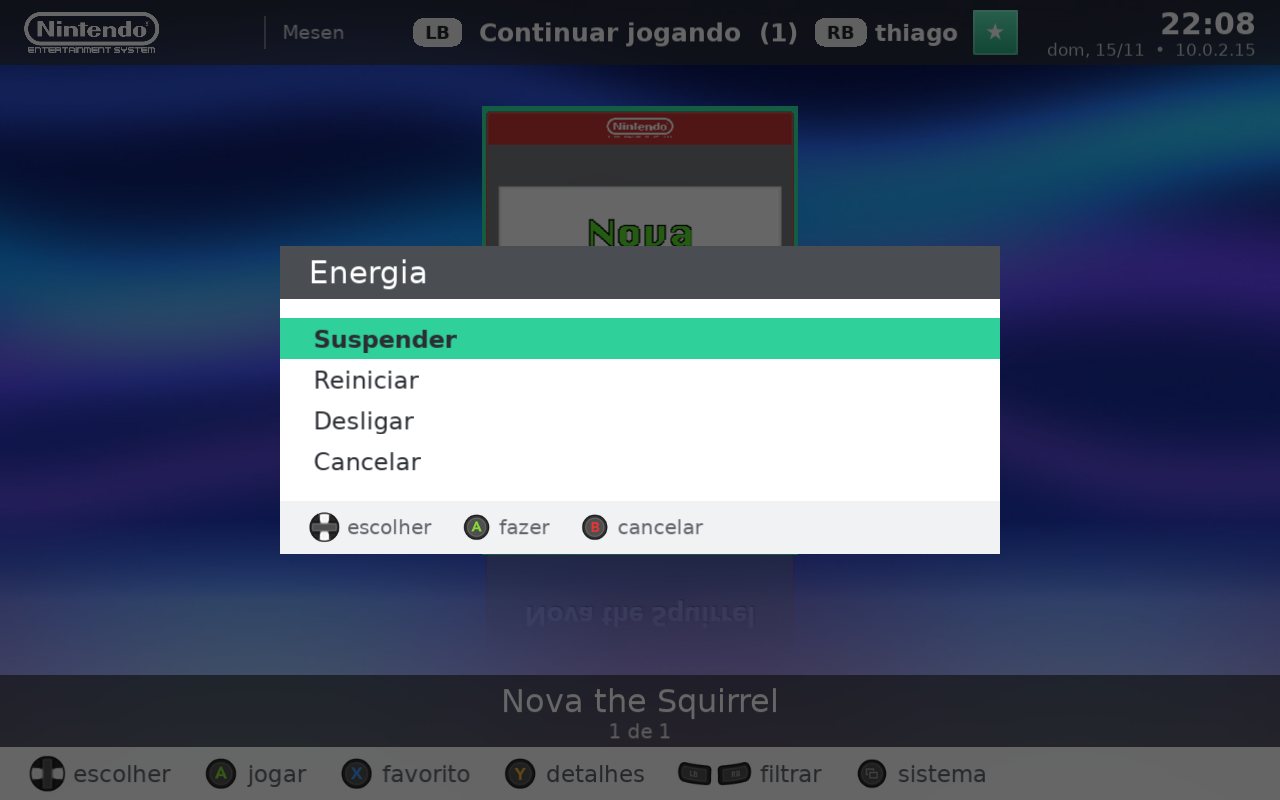 Nintendo
ENTERTAINMENT SYSTEM
Mesen
LB Continuar jogando (1) RB thiago
22:08
dom, 15/11 • 10.0.2.15
Nintendo
Nova
Energia
Suspender
Reiniciar
Desligar
Cancelar
escolher A fazer B cancelar
Nova the Squirrel
Nova the Squirrel
1 de 1
escolher A jogar X favorito Y detalhes LB RB filtrar sistema